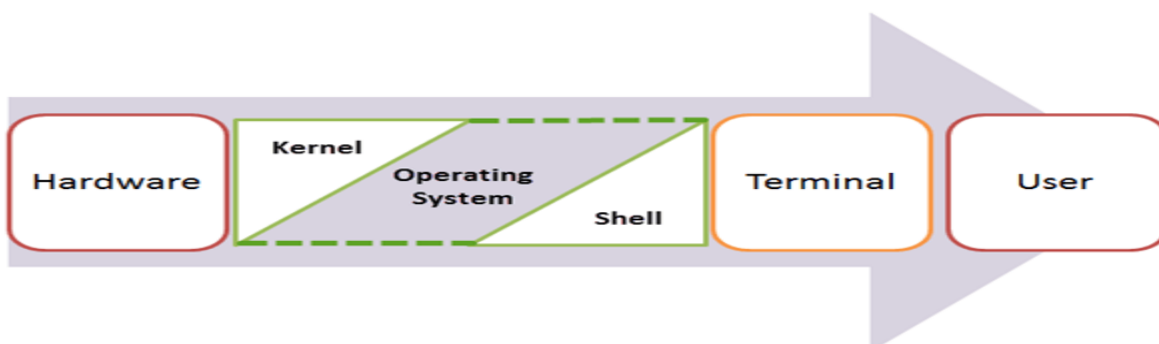 Hardware
Kernel
Operating
System
Shell
Terminal
User